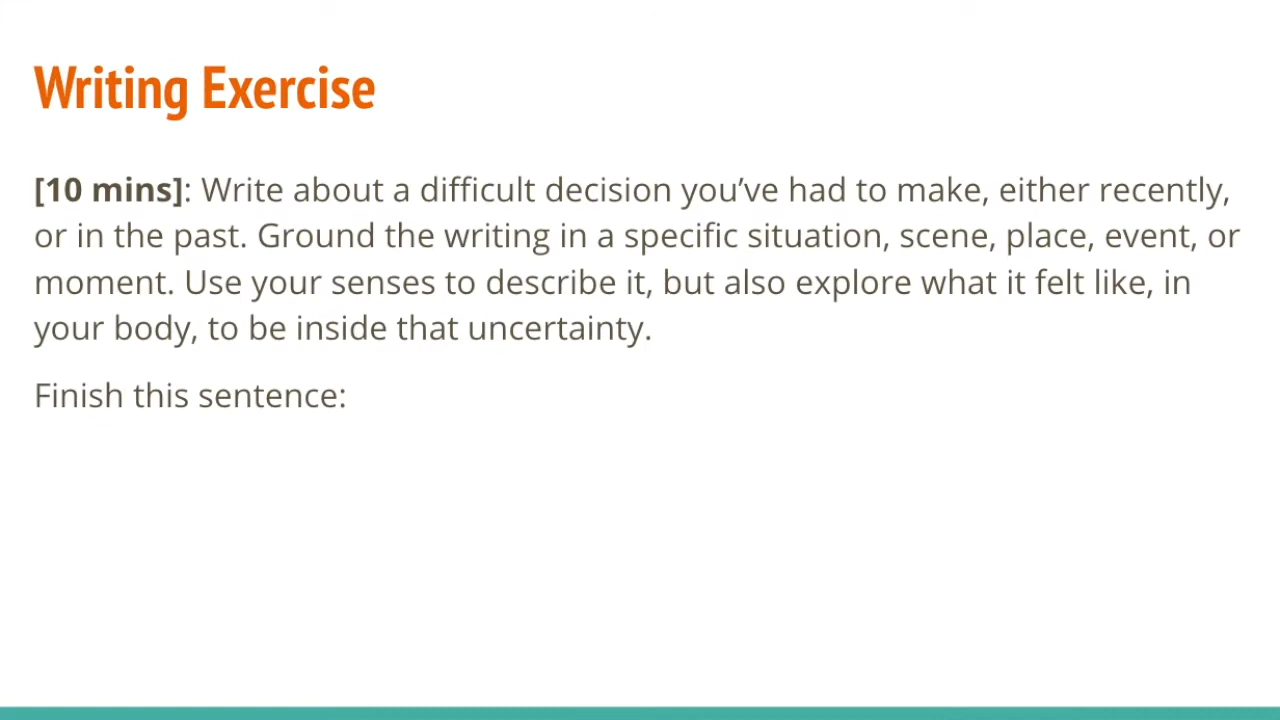 Writing Exercise
[10 mins]: Write about a difficult decision you’ve had to make, either recently,
or in the past. Ground the writing in a specific situation, scene, place, event, or
moment. Use your senses to describe it, but also explore what it felt like, in
your body, to be inside that uncertainty.
Finish this sentence: